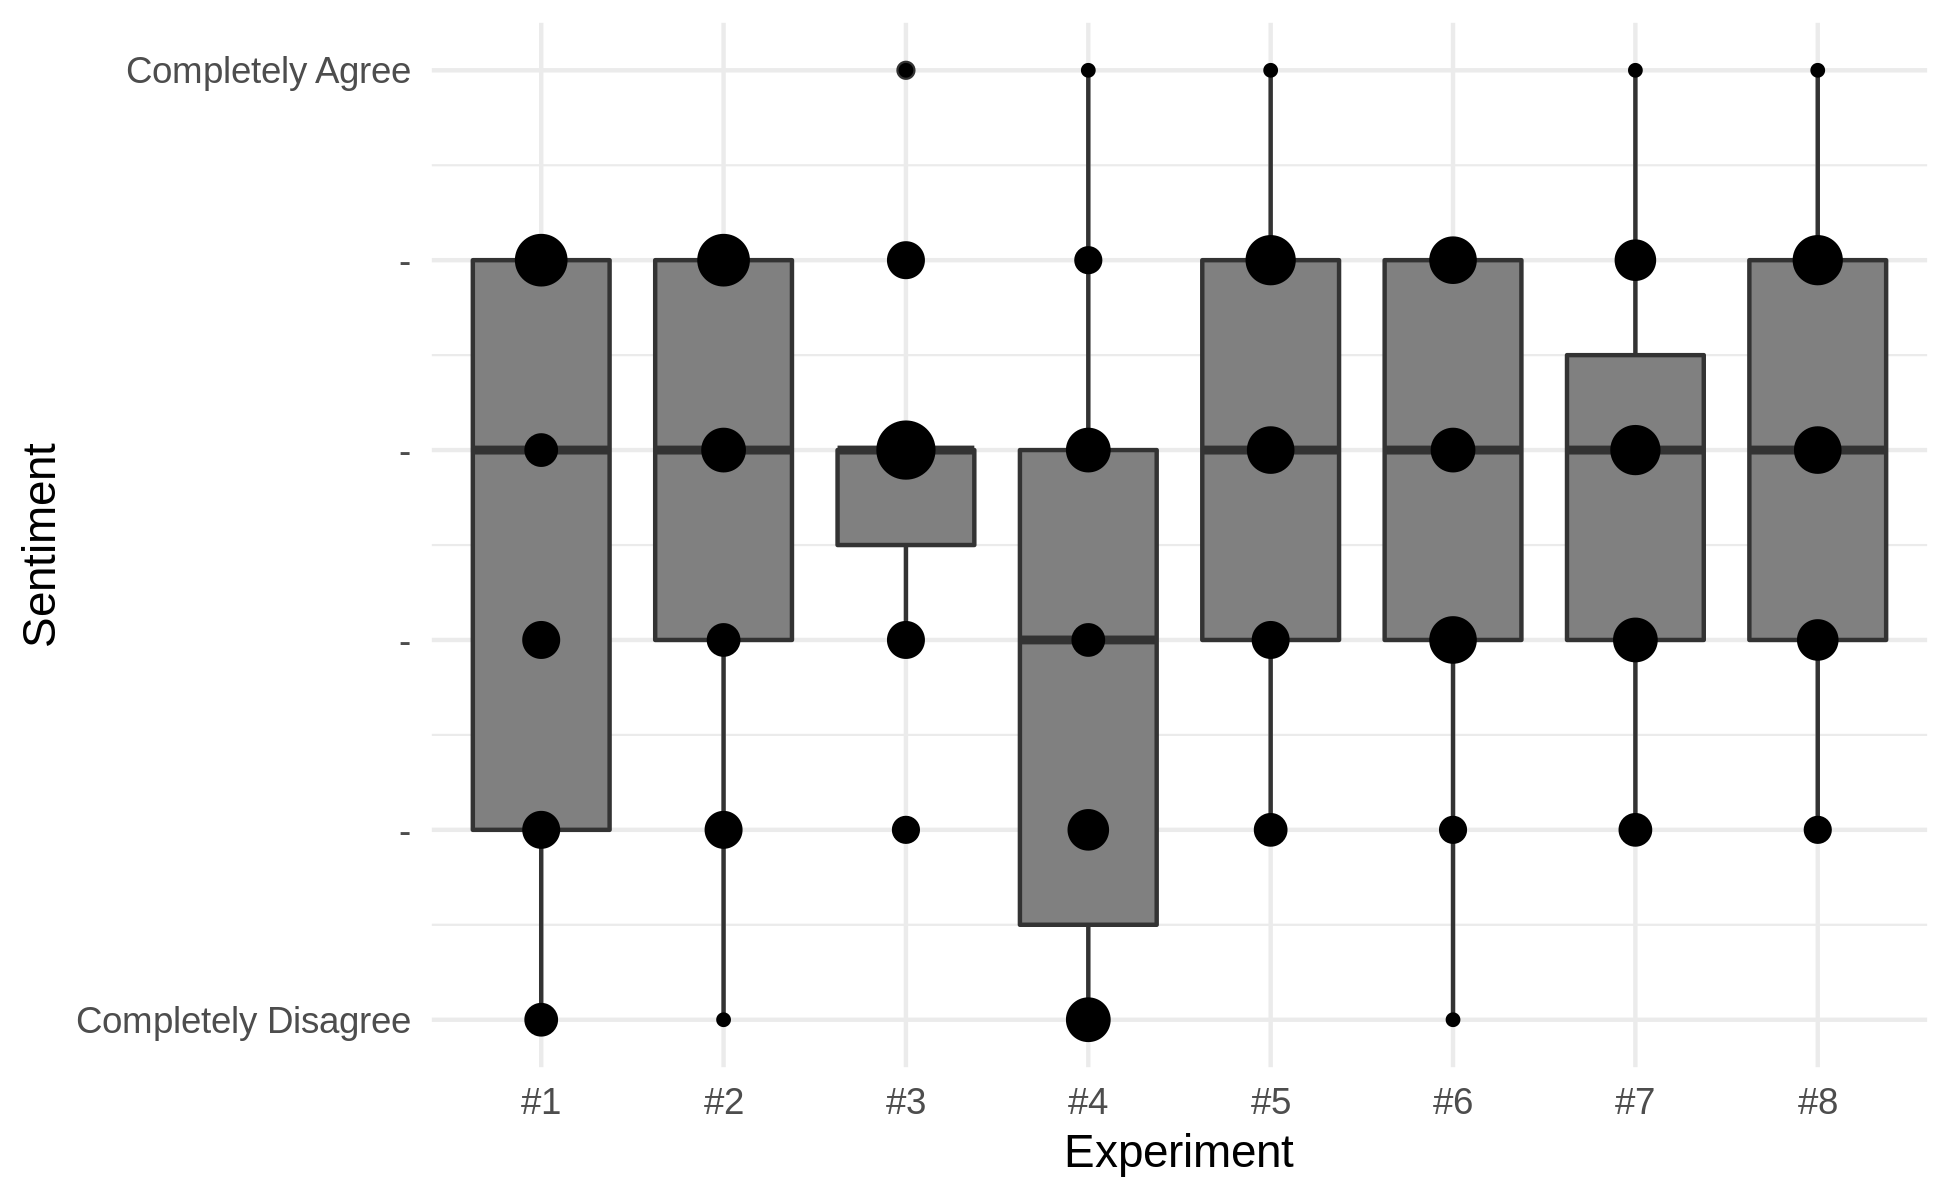 Completely Agree
-
-
-
-
Completely Disagree
Sentiment
#1 #2 #3 #4 #5 #6 #7 #8
Experiment